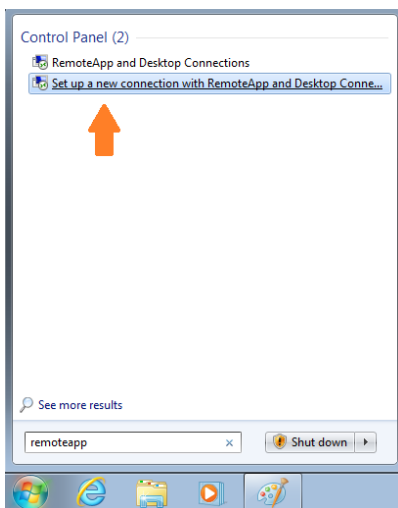 Control Panel (2)
RemoteApp and Desktop Connections
Set up a new connection with RemoteApp and Desktop Conne...
See more results
remoteapp
Shut down